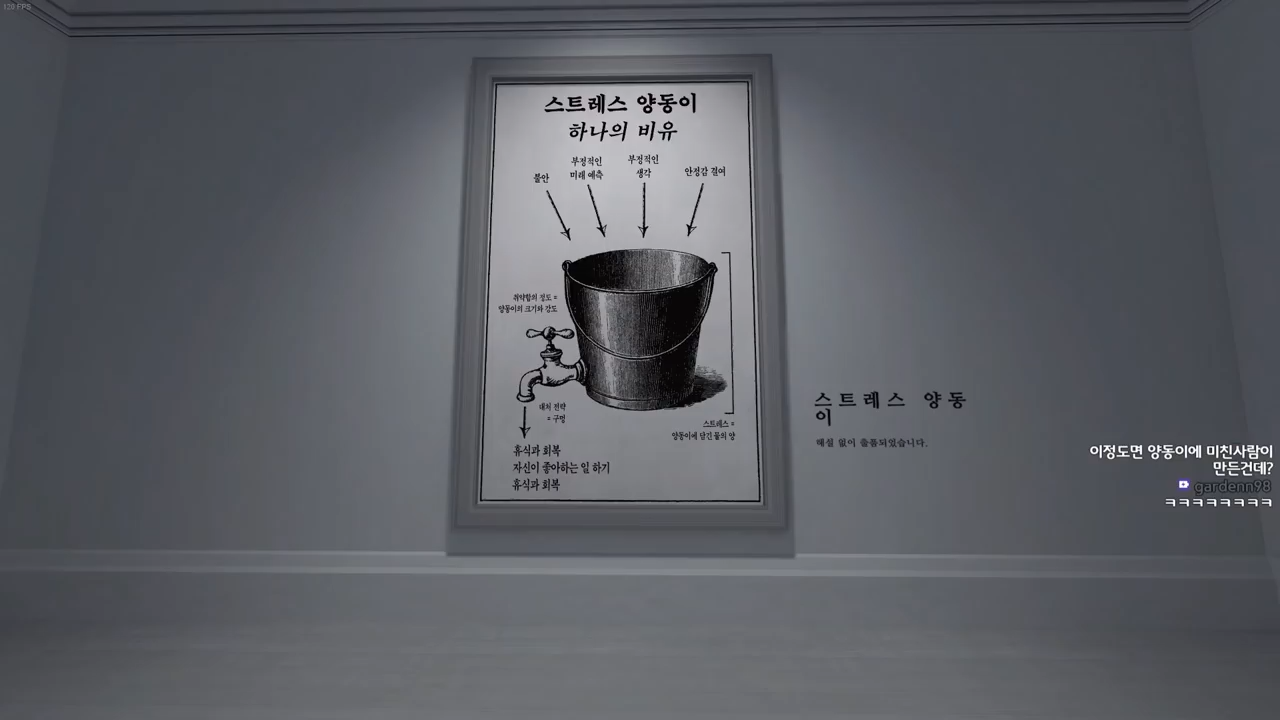 120 FPS
스트레스 양동이
하나의 비유
불안
부정적인
미래 예측
부정적인
생각
안정감 결여
취약함의 정도 =
양동이의 크기와 강도
대처 전략
= 구멍
스트레스 =
양동이에 담긴 물의 양
휴식과 회복
자신이 좋아하는 일 하기
휴식과 회복
스트레스 양동
이
해설 없이 출품되었습니다.
이정도면 양동이에 미친사람이
만든건데?
gardenn98
ㅋㅋㅋㅋㅋㅋㅋㅋ